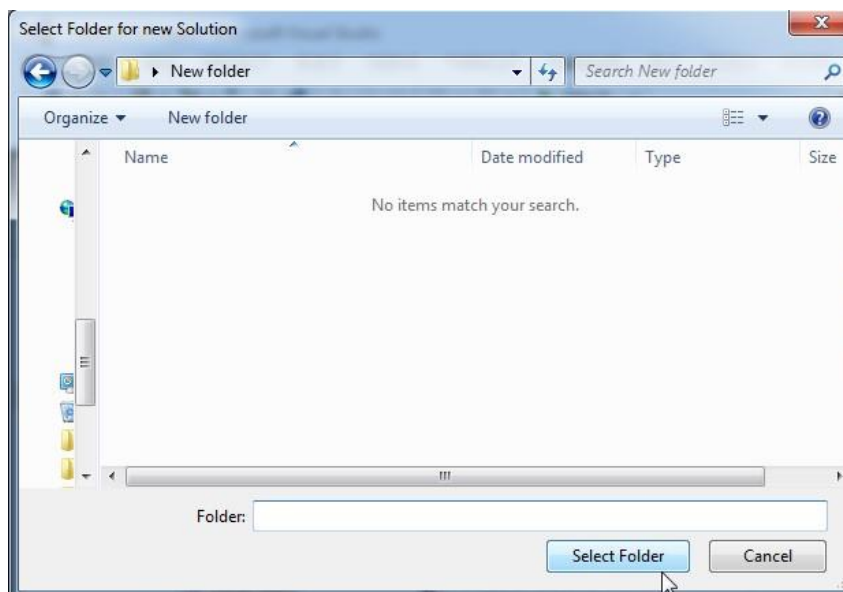 Select Folder for new Solution
New folder
Search New folder
Organize
New folder
Name
Date modified
Type
Size
No items match your search.
Folder:
Select Folder
Cancel